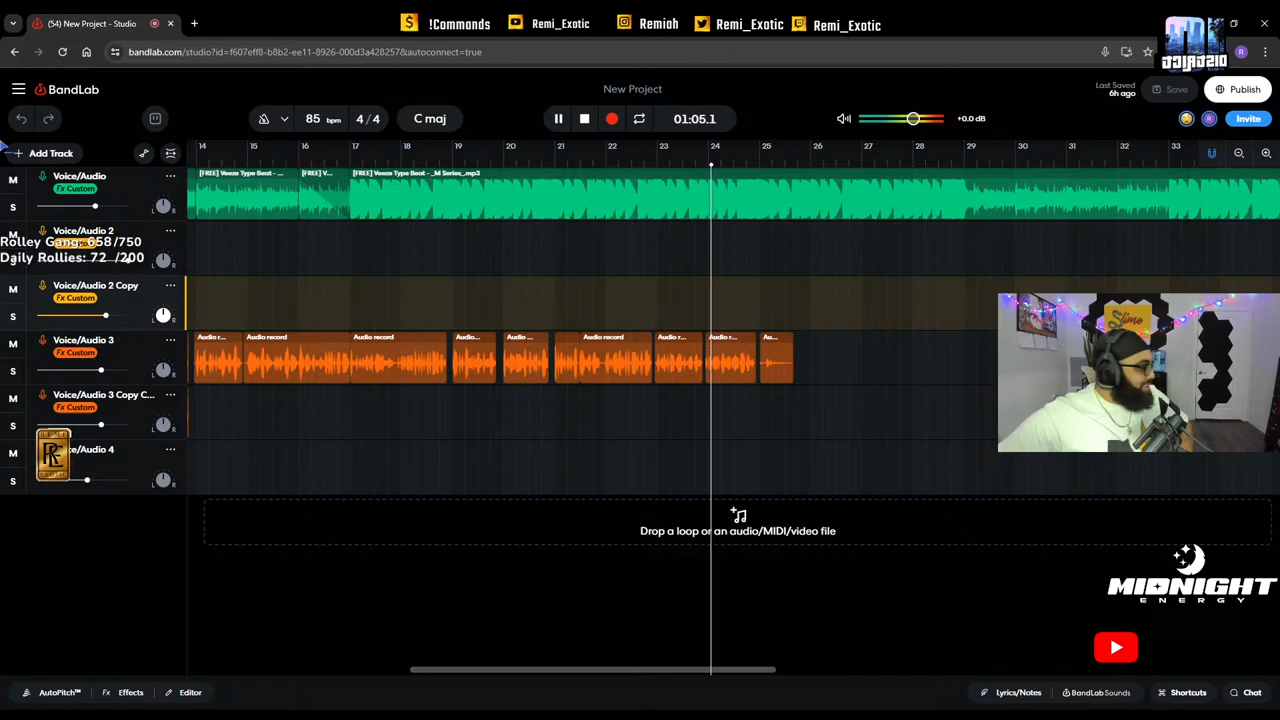 (54) New Project - Studio
!Commands
Remi_Exotic
Remiah
Remi_Exotic
Remi_Exotic
bandlab.com/studio?id=f607eff8-b8b2-ee11-8926-000d3a428257&autoconnect=true
R
BandLab
New Project
Last Saved
6h ago
Save
Publish
85 bpm
4/4
C maj
01:05.1
+0.0 dB
R
Invite
Add Track
14 15 16 17 18 19 20 21 22 23 24 25 26 27 28 29 30 31 32 33
M
Voice/Audio
Fx Custom
S
L R
[FREE] Veeze Type Beat - ...
[FREE] V...
[FREE] Veeze Type Beat - _M Series_.mp3
M
Voice/Audio 2
Rolley Gang: 658/750
Daily Rollies: 72 /200
S
L R
M
Voice/Audio 2 Copy
Fx Custom
S
L R
Slime
M
Voice/Audio 3
Fx Custom
S
L R
Audio r...
Audio record
Audio record
Audio...
Audio ...
Audio record
Audio r...
Audio r...
Au...
M
Voice/Audio 3 Copy C...
Fx Custom
S
L R
M
RE
ce/Audio 4
S
L R
Drop a loop or an audio/MIDI/video file
MIDNIGHT
ENERGY
AutoPitch™
Fx Effects
Editor
Lyrics/Notes
BandLab Sounds
Shortcuts
Chat